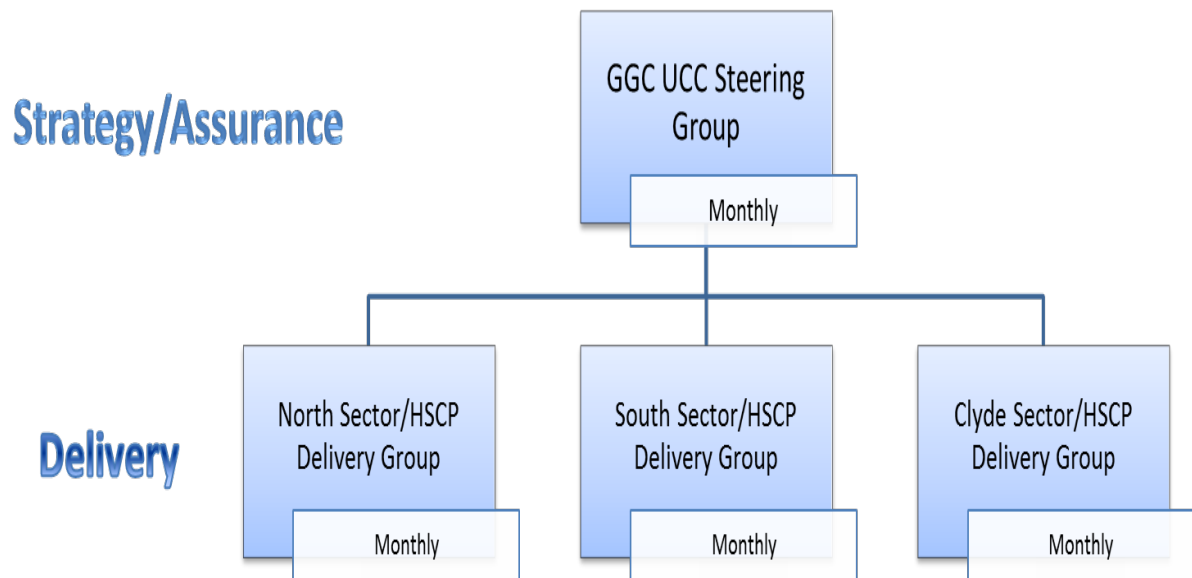 Strategy/Assurance
GGC UCC Steering
Group
Monthly
Delivery
North Sector/HSCP
Delivery Group
Monthly
South Sector/HSCP
Delivery Group
Monthly
Clyde Sector/HSCP
Delivery Group
Monthly